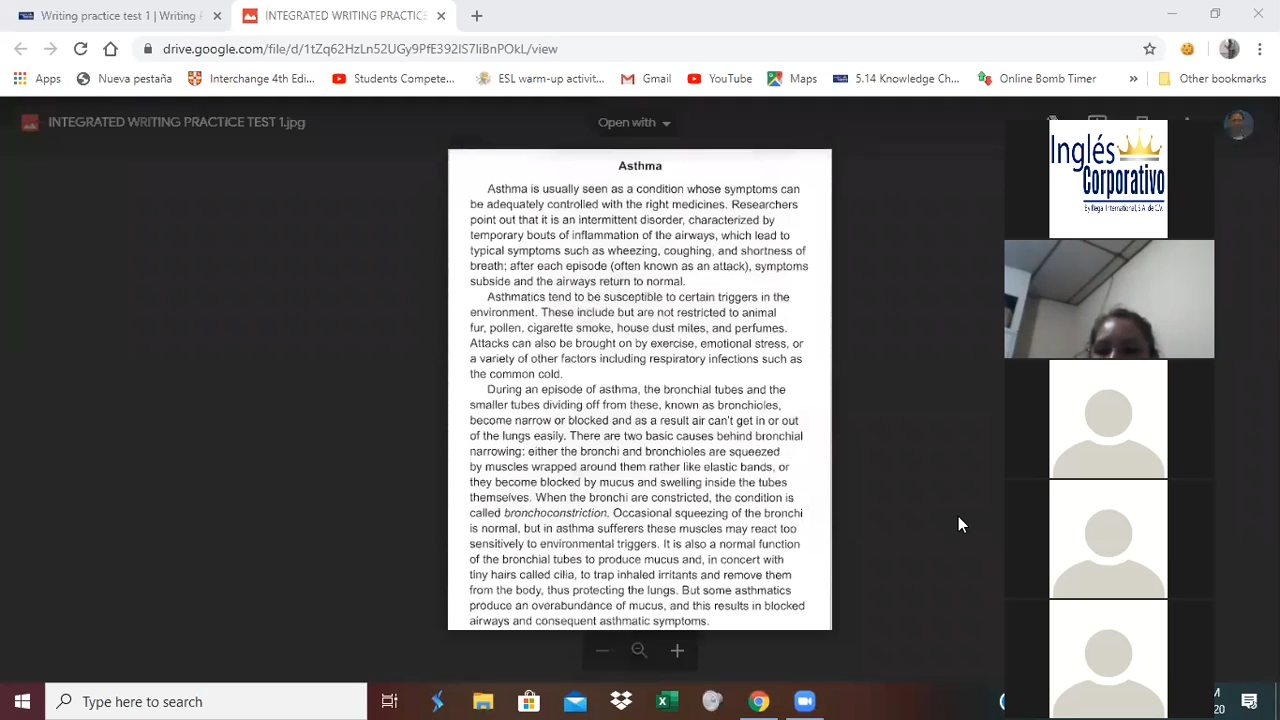 Writing practice test 1 | Writing
INTEGRATED WRITING PRACTICE
drive.google.com/file/d/1tZq62HzLn52UGy9PfE392IS7IiBnPOkL/view
Apps
Nueva pestaña
Interchange 4th Edi...
Students Compete...
ESL warm-up activit...
Gmail
YouTube
Maps
5.14 Knowledge Ch...
Online Bomb Timer
»
Other bookmarks
INTEGRATED WRITING PRACTICE TEST 1.jpg
Open with
Asthma
Asthma is usually seen as a condition whose symptoms can
be adequately controlled with the right medicines. Researchers
point out that it is an intermittent disorder, characterized by
temporary bouts of inflammation of the airways, which lead to
typical symptoms such as wheezing, coughing, and shortness of
breath; after each episode (often known as an attack), symptoms
subside and the airways return to normal.
Asthmatics tend to be susceptible to certain triggers in the
environment. These include but are not restricted to animal
fur, pollen, cigarette smoke, house dust mites, and perfumes.
Attacks can also be brought on by exercise, emotional stress, or
a variety of other factors including respiratory infections such as
the common cold.
During an episode of asthma, the bronchial tubes and the
smaller tubes dividing off from these, known as bronchioles,
become narrow or blocked and as a result air can't get in or out
of the lungs easily. There are two basic causes behind bronchial
narrowing: either the bronchi and bronchioles are squeezed
by muscles wrapped around them rather like elastic bands, or
they become blocked by mucus and swelling inside the tubes
themselves. When the bronchi are constricted, the condition is
called bronchoconstriction. Occasional squeezing of the bronchi
is normal, but in asthma sufferers these muscles may react too
sensitively to environmental triggers. It is also a normal function
of the bronchial tubes to produce mucus and, in concert with
tiny hairs called cilia, to trap inhaled irritants and remove them
from the body, thus protecting the lungs. But some asthmatics
produce an overabundance of mucus, and this results in blocked
airways and consequent asthmatic symptoms.
Inglés
Corporativo
By Rega International, S.A. de C.V.
Type here to search
M
20